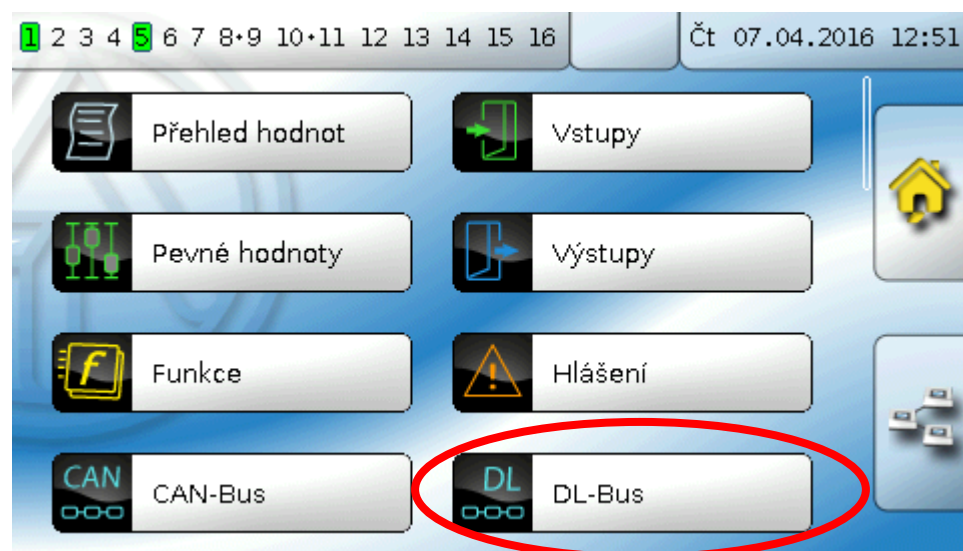 1 2 3 4 5 6 7 8•9 10•11 12 13 14 15 16 Čt 07.04.2016 12:51
Přehled hodnot Vstupy
Pevné hodnoty Výstupy
f Funkce Hlášení
CAN CAN-Bus DL DL-Bus